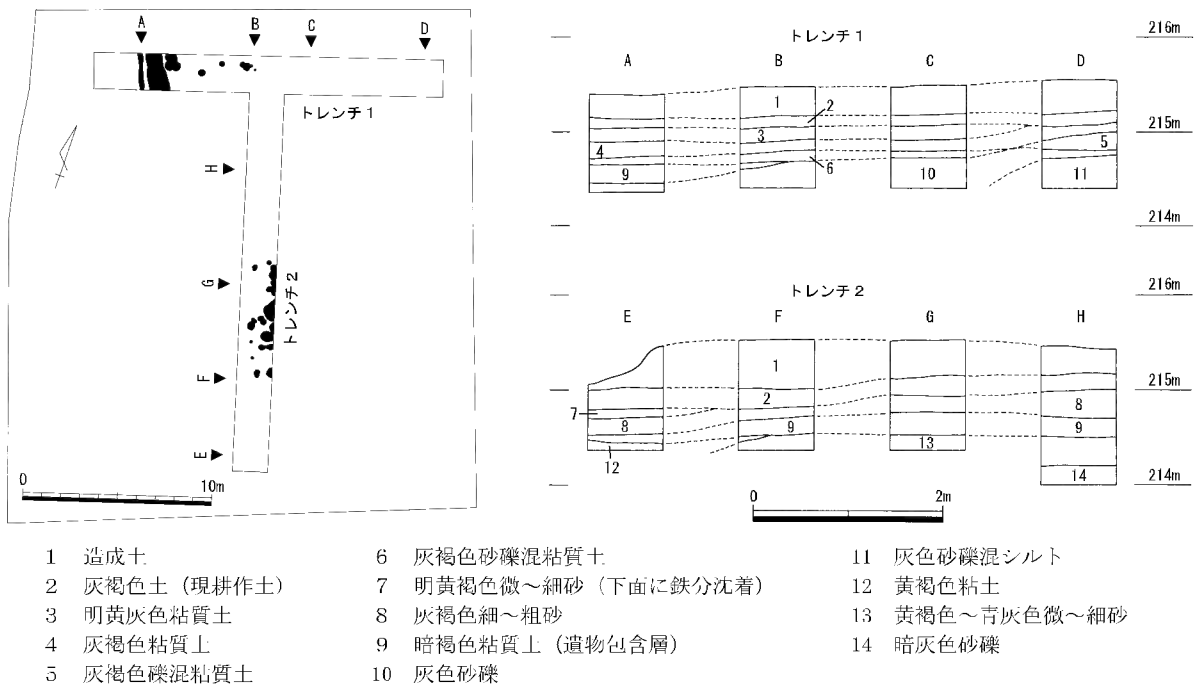 A
B
C
D
トレンチ1
H
G
トレンチ2
F
E
0
10m
トレンチ1
216m
A
B
C
D
1
2
3
215m
4
5
6
9
10
11
214m
トレンチ2
216m
E
F
G
H
1
215m
2
7
8
8
9
9
13
12
14
214m
0
2m
1 造成土
2 灰褐色土（現耕作土）
3 明黄灰色粘質土
4 灰褐色粘質土
5 灰褐色礫混粘質土
6 灰褐色砂礫混粘質土
7 明黄褐色微～細砂（下面に鉄分沈着）
8 灰褐色細～粗砂
9 暗褐色粘質土（遺物包含層）
10 灰色砂礫
11 灰色砂礫混シルト
12 黄褐色粘土
13 黄褐色～青灰色微～細砂
14 暗灰色砂礫